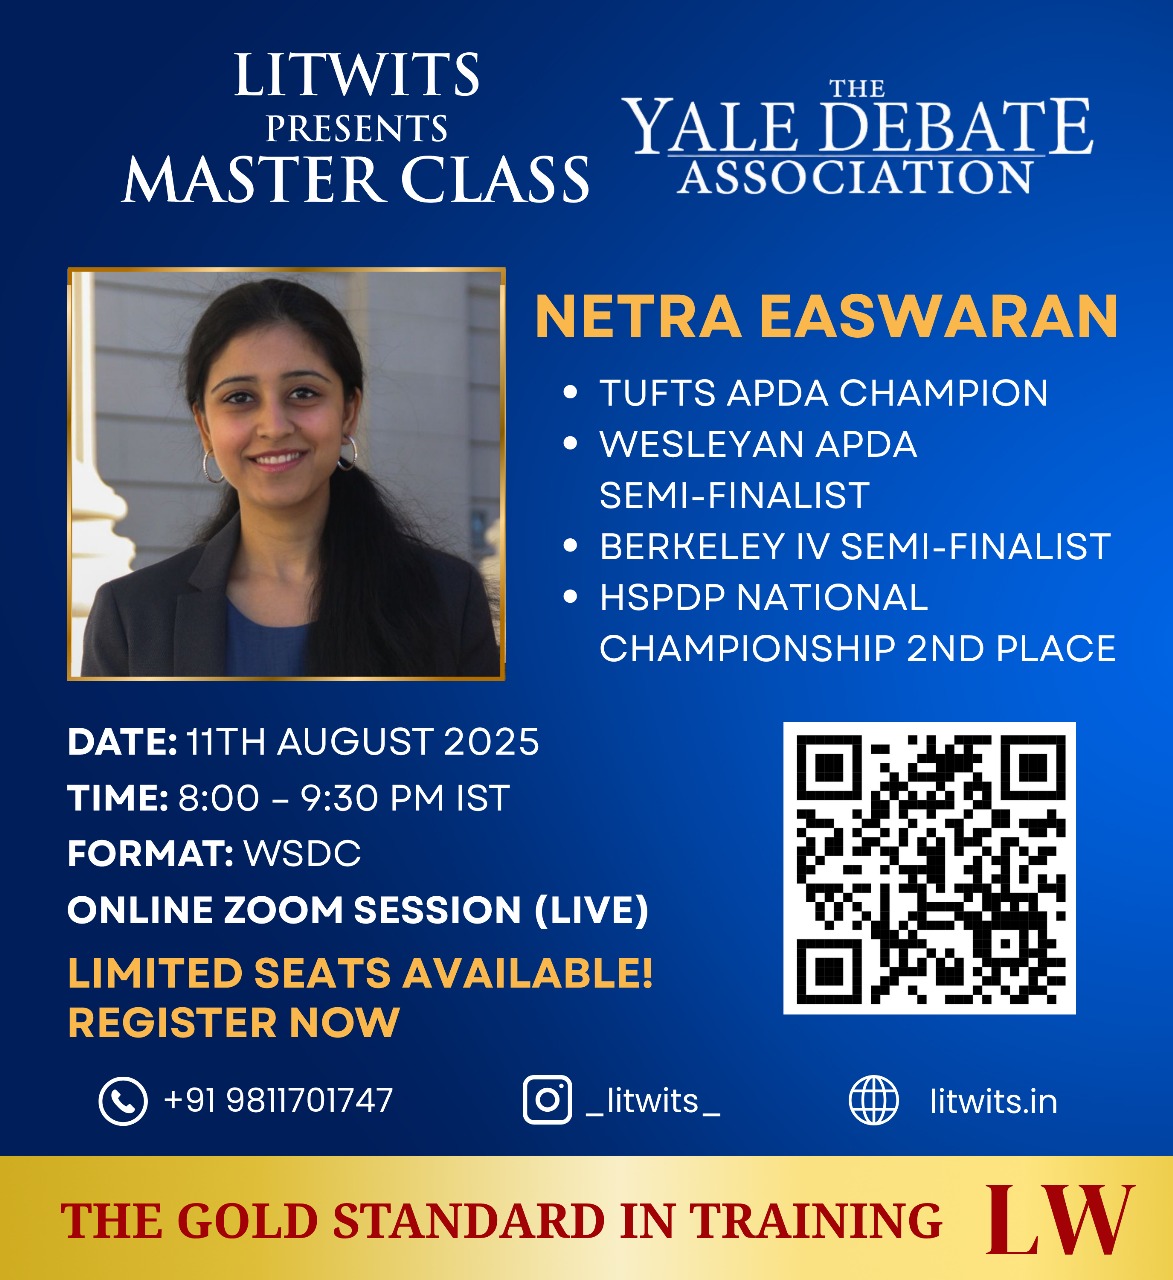 LITWITS
PRESENTS
MASTER CLASS
THE
YALE DEBATE
ASSOCIATION
NETRA EASWARAN
• TUFTS APDA CHAMPION
• WESLEYAN APDA
SEMI-FINALIST
• BERKELEY IV SEMI-FINALIST
• HSPDP NATIONAL
CHAMPIONSHIP 2ND PLACE
DATE: 11TH AUGUST 2025
TIME: 8:00 – 9:30 PM IST
FORMAT: WSDC
ONLINE ZOOM SESSION (LIVE)
LIMITED SEATS AVAILABLE!
REGISTER NOW
+91 9811701747
_litwits_
litwits.in
THE GOLD STANDARD IN TRAINING
LW